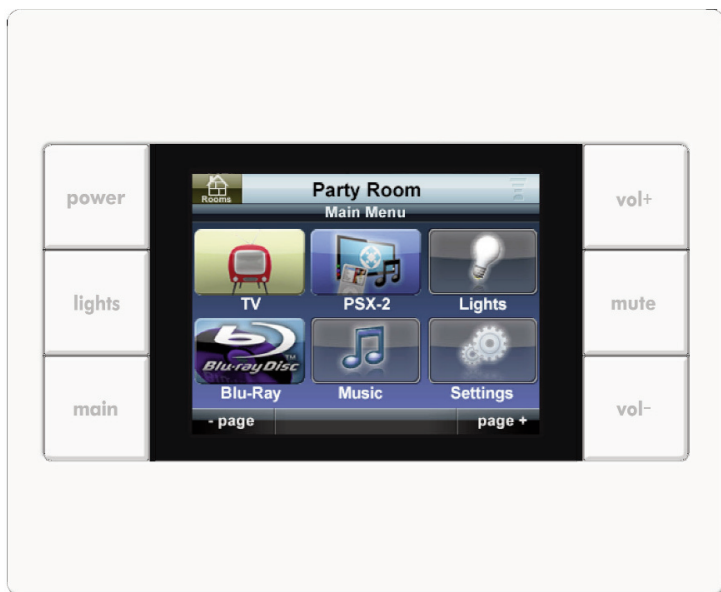 power
lights
main
Rooms
Party Room
Main Menu
TV
PSX-2
Lights
Blu-ray Disc™
Blu-Ray
Music
Settings
- page
page +
vol+
mute
vol-